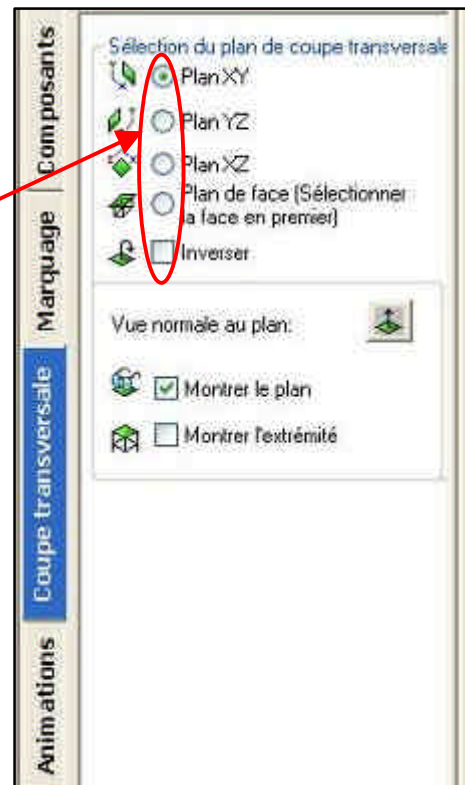 Composants
Marquage
Coupe transversale
Animations
Sélection du plan de coupe transversale
Plan XY
Plan YZ
Plan XZ
Plan de face (Sélectionner
la face en premier)
Inverser
Vue normale au plan:
Montrer le plan
Montrer l'extrémité